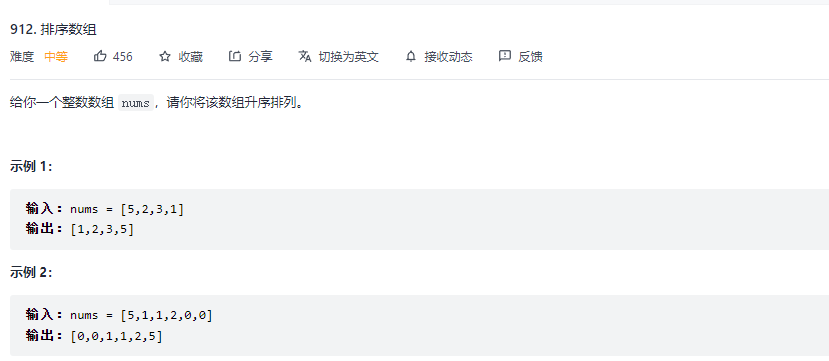 912. 排序数组
难度 中等 456 收藏 分享 切换为英文 接收动态 反馈
给你一个整数数组 nums，请你将该数组升序排列。
示例 1：
输入：nums = [5,2,3,1]
输出：[1,2,3,5]
示例 2：
输入：nums = [5,1,1,2,0,0]
输出：[0,0,1,1,2,5]